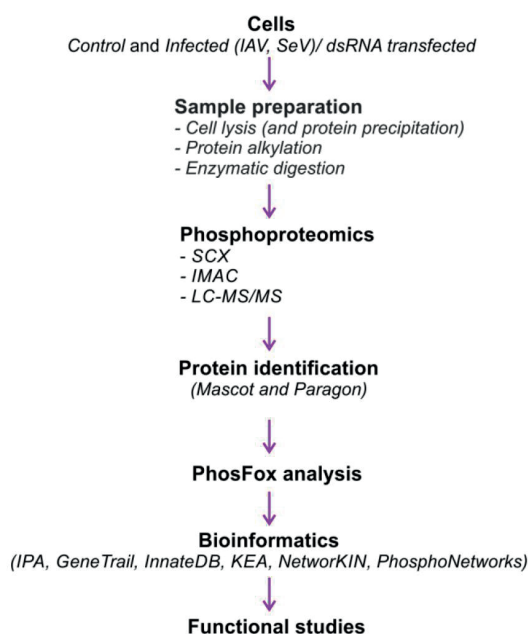 Cells
Control and Infected (IAV, SeV)/ dsRNA transfected
Sample preparation
- Cell lysis (and protein precipitation)
- Protein alkylation
- Enzymatic digestion
Phosphoproteomics
- SCX
- IMAC
- LC-MS/MS
Protein identification
(Mascot and Paragon)
PhosFox analysis
Bioinformatics
(IPA, GeneTrail, InnateDB, KEA, NetworKIN, PhosphoNetworks)
Functional studies